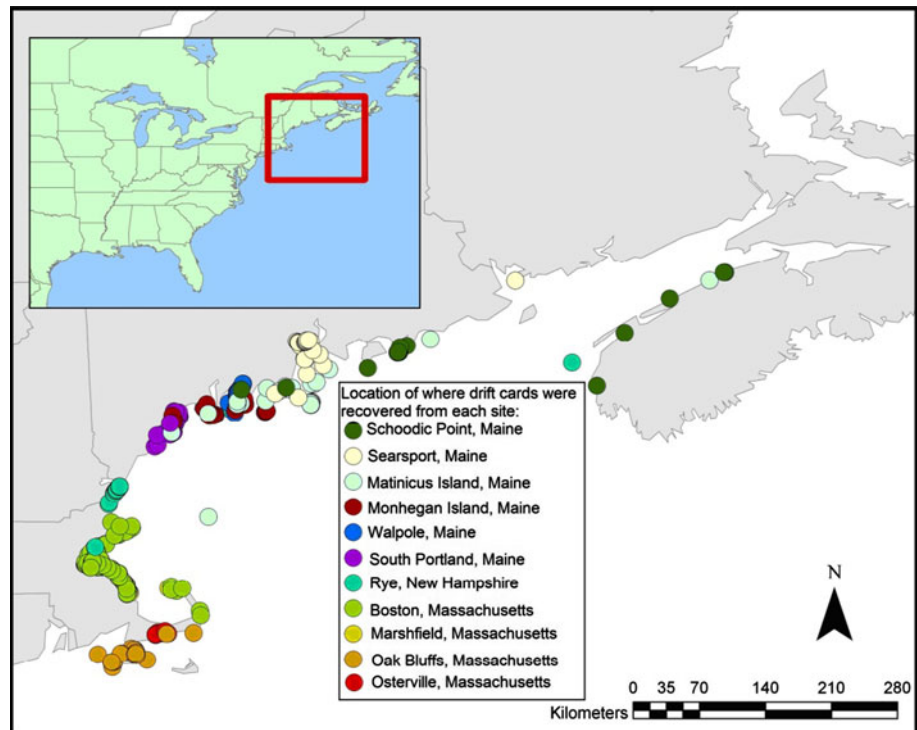 Location of where drift cards were
recovered from each site:
Schoodic Point, Maine
Searsport, Maine
Matinicus Island, Maine
Monhegan Island, Maine
Walpole, Maine
South Portland, Maine
Rye, New Hampshire
Boston, Massachusetts
Marshfield, Massachusetts
Oak Bluffs, Massachusetts
Osterville, Massachusetts
N
0 35 70 140 210 280
Kilometers